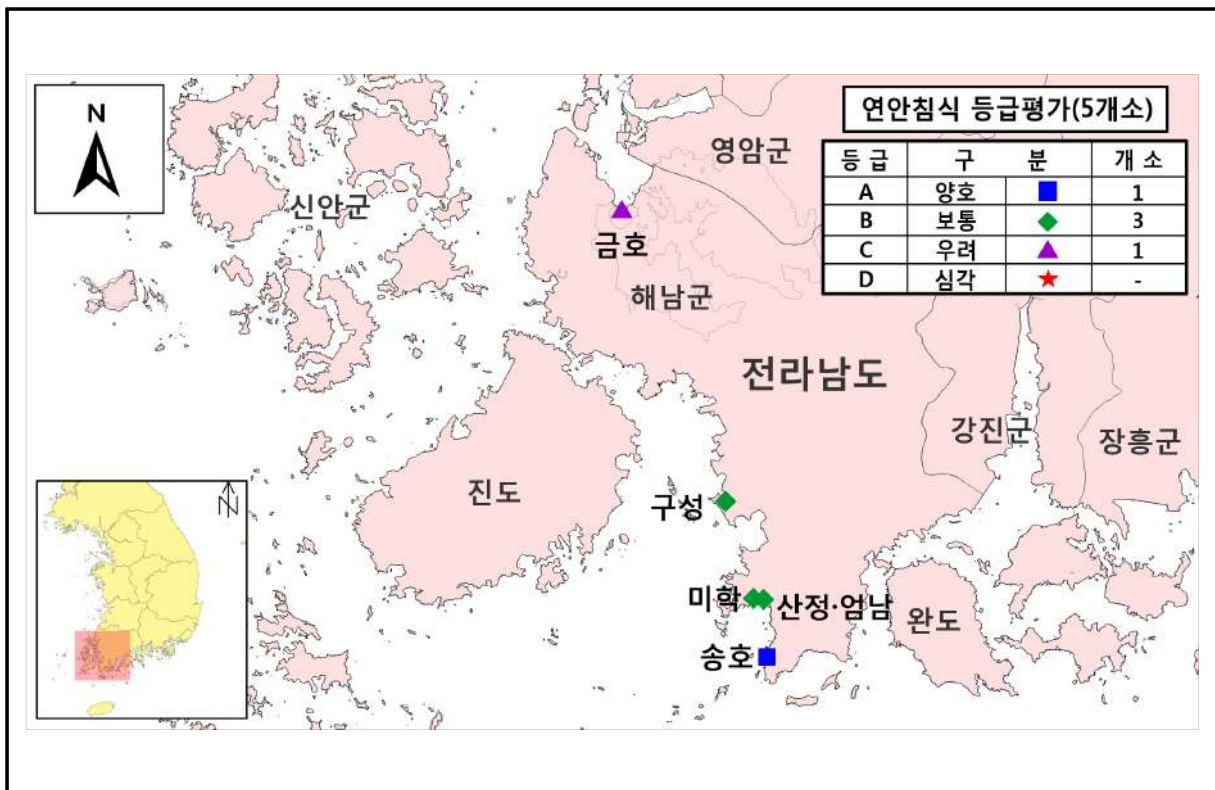 N
연안침식 등급평가(5개소)
등 급 구 분 개 소
A 양호 1
B 보통 3
C 우려 1
D 심각 -
영암군
신안군
금호
해남군
전라남도
강진군
장흥군
진도
구성
미학
산정·엄남
완도
송호
N